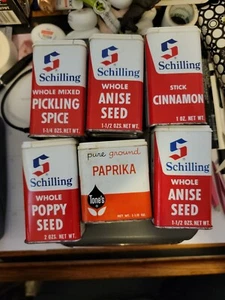 Schilling
WHOLE MIXED
PICKLING
SPICE
1-1/4 OZS. NET WT.
Schilling
WHOLE
ANISE
SEED
1-1/2 OZS. NET WT.
Schilling
STICK
CINNAMON
1 OZ. NET WT.
Schilling
WHOLE
POPPY
SEED
2 OZS. NET WT.
pure ground
PAPRIKA
Tone's
Schilling
WHOLE
ANISE
SEED
1-1/2 OZS. NET WT.